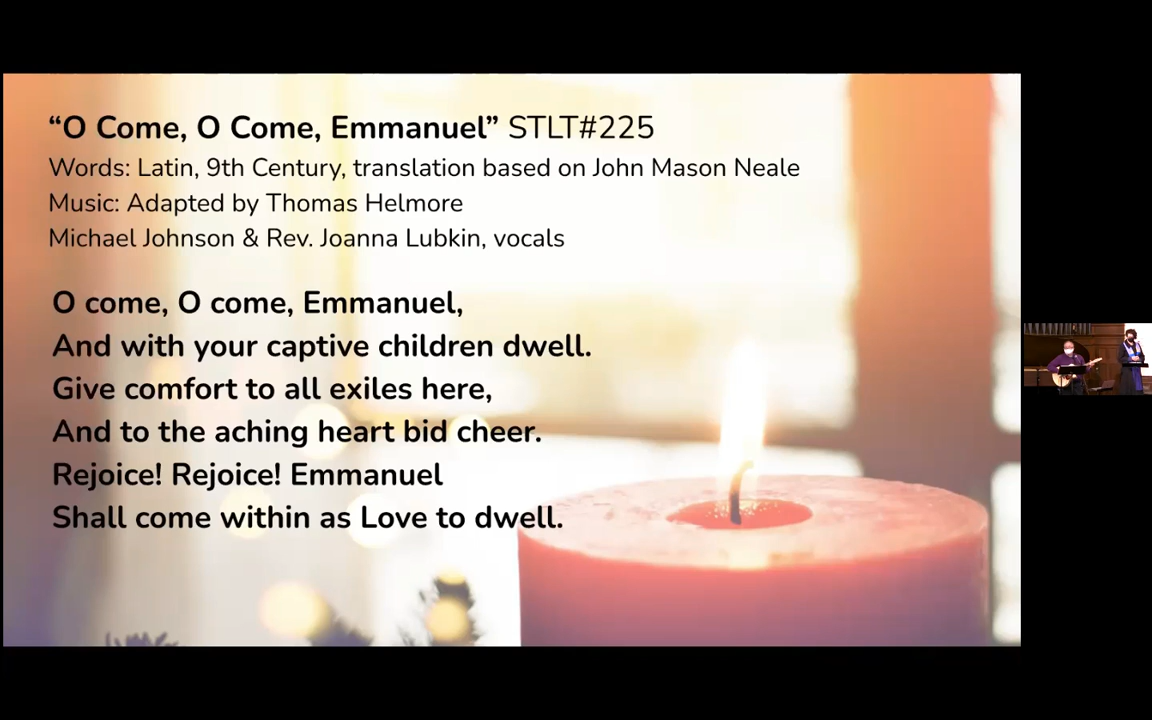 “O Come, O Come, Emmanuel” STLT#225
Words: Latin, 9th Century, translation based on John Mason Neale
Music: Adapted by Thomas Helmore
Michael Johnson & Rev. Joanna Lubkin, vocals
O come, O come, Emmanuel,
And with your captive children dwell.
Give comfort to all exiles here,
And to the aching heart bid cheer.
Rejoice! Rejoice! Emmanuel
Shall come within as Love to dwell.